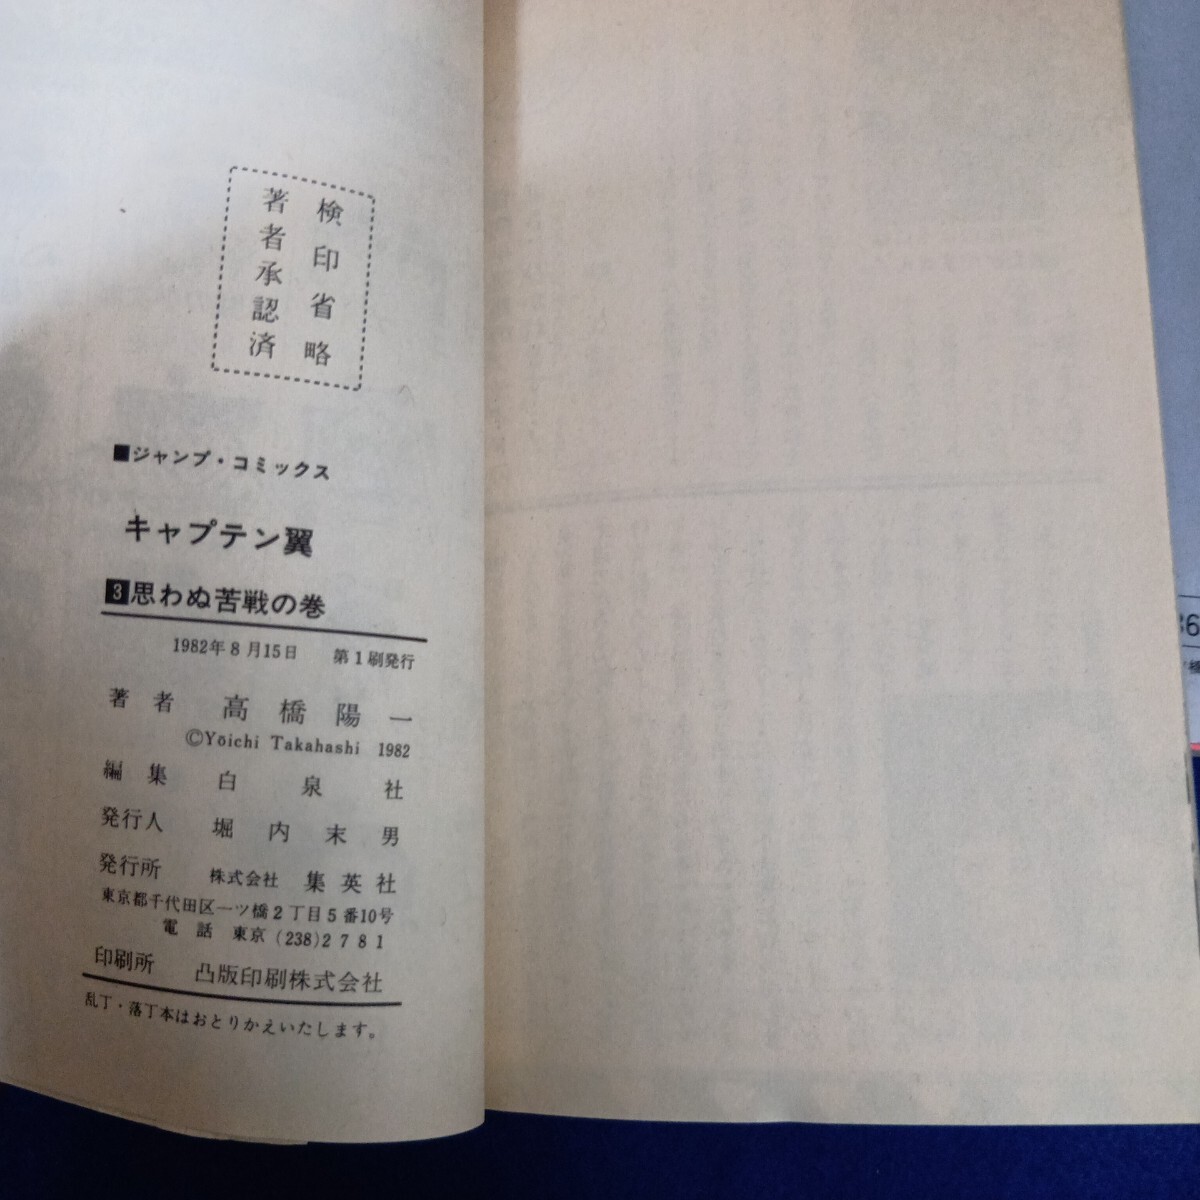 検印省略
著者承認済
■ジャンプ・コミックス
キャプテン翼
3思わぬ苦戦の巻
1982年8月15日 第1刷発行
著者 高橋陽一
©Yōichi Takahashi 1982
編集 白泉社
発行人 堀内末男
発行所 株式会社 集英社
東京都千代田区一ツ橋2丁目5番10号
電話 東京(238)2781
印刷所 凸版印刷株式会社
乱丁・落丁本はおとりかえいたします。